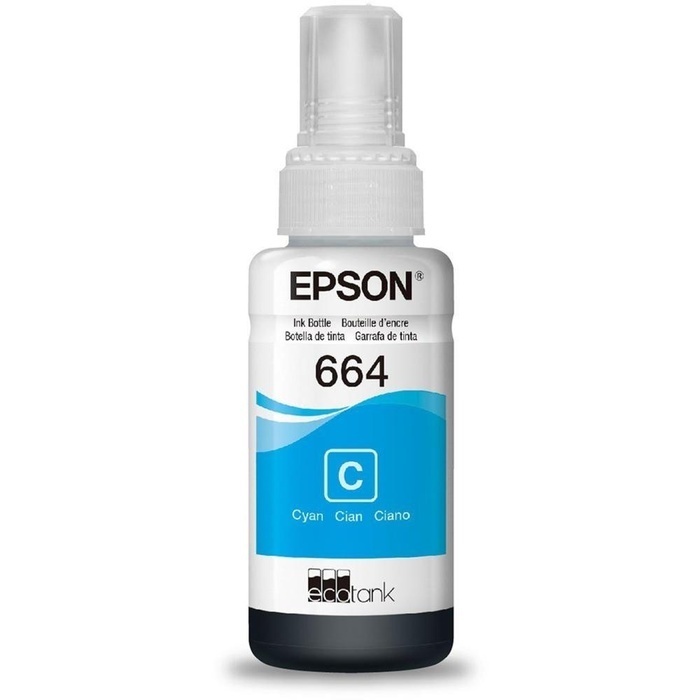 EPSON®
Ink Bottle Bouteille d'encre
Botella de tinta Garrafa de tinta
664
C
Cyan Cian Ciano
ecotank